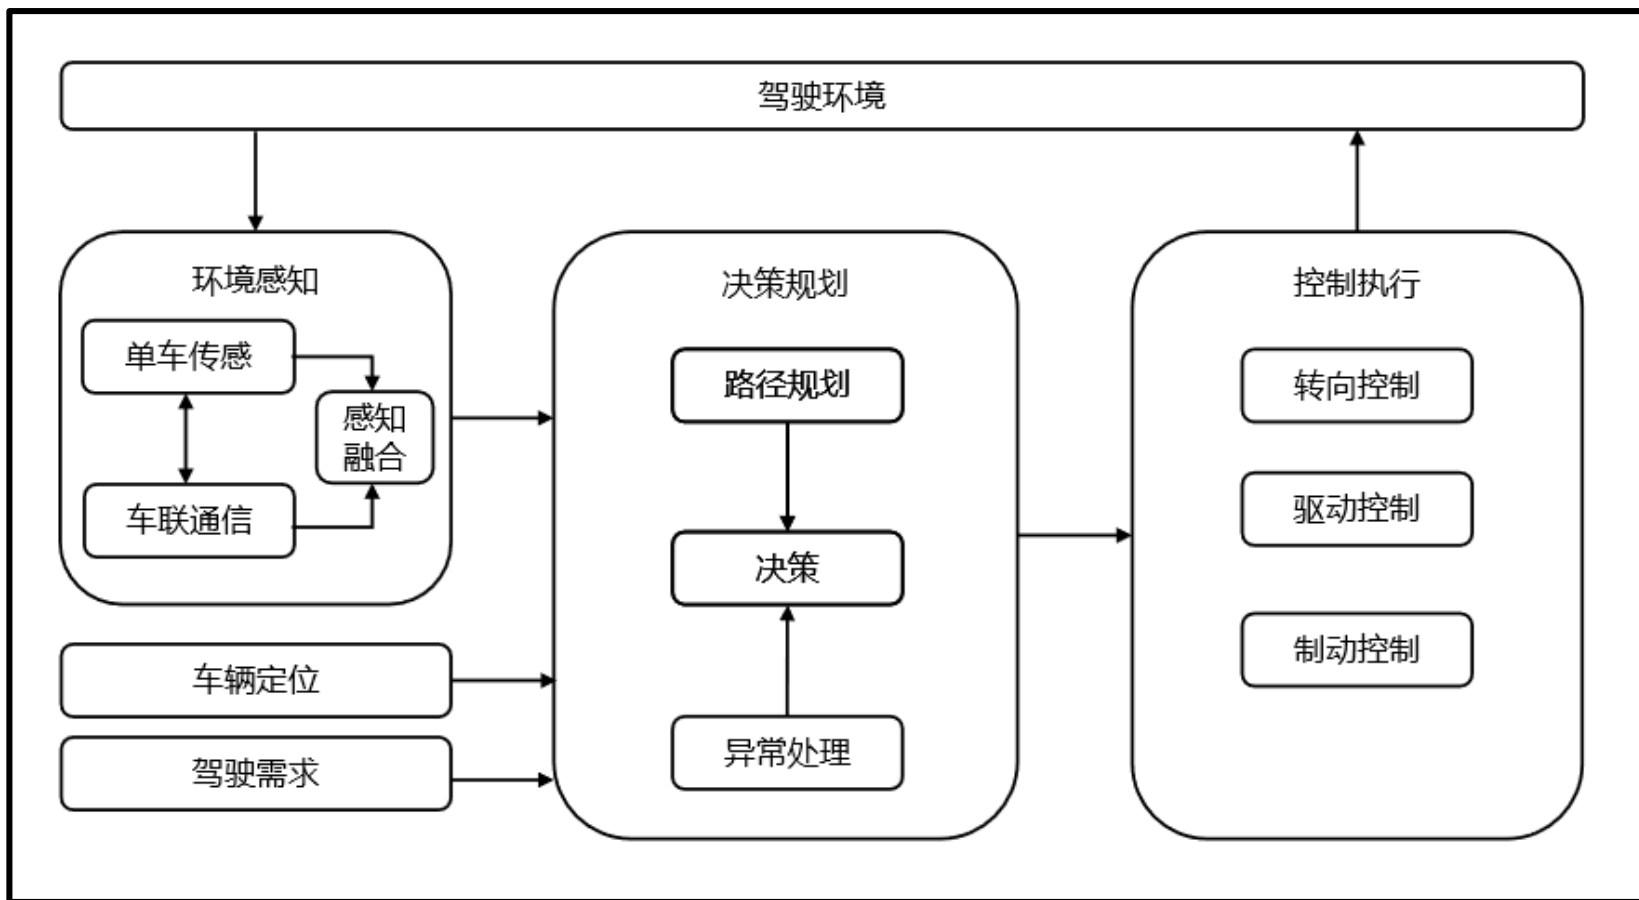 驾驶环境
环境感知
单车传感
感知
融合
车联通信
车辆定位
驾驶需求
决策规划
路径规划
决策
异常处理
控制执行
转向控制
驱动控制
制动控制